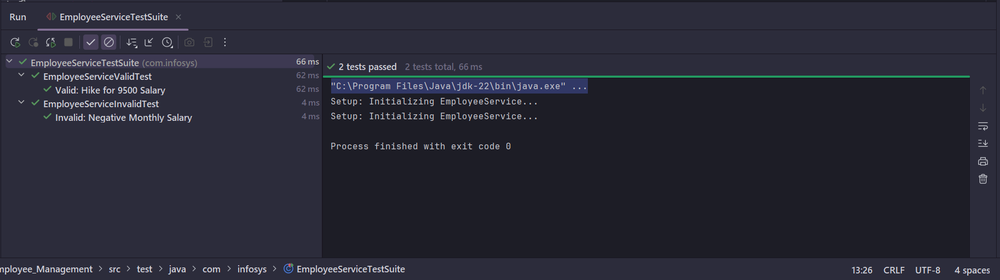 Run EmployeeServiceTestSuite
EmployeeServiceTestSuite (com.infosys) 66 ms
EmployeeServiceValidTest 62 ms
Valid: Hike for 9500 Salary 62 ms
EmployeeServiceInvalidTest 4 ms
Invalid: Negative Monthly Salary 4 ms
2 tests passed 2 tests total, 66 ms
"C:\Program Files\Java\jdk-22\bin\java.exe" ...
Setup: Initializing EmployeeService...
Setup: Initializing EmployeeService...
Process finished with exit code 0
mployee_Management > src > test > java > com > infosys > EmployeeServiceTestSuite
13:26 CRLF UTF-8 4 spaces